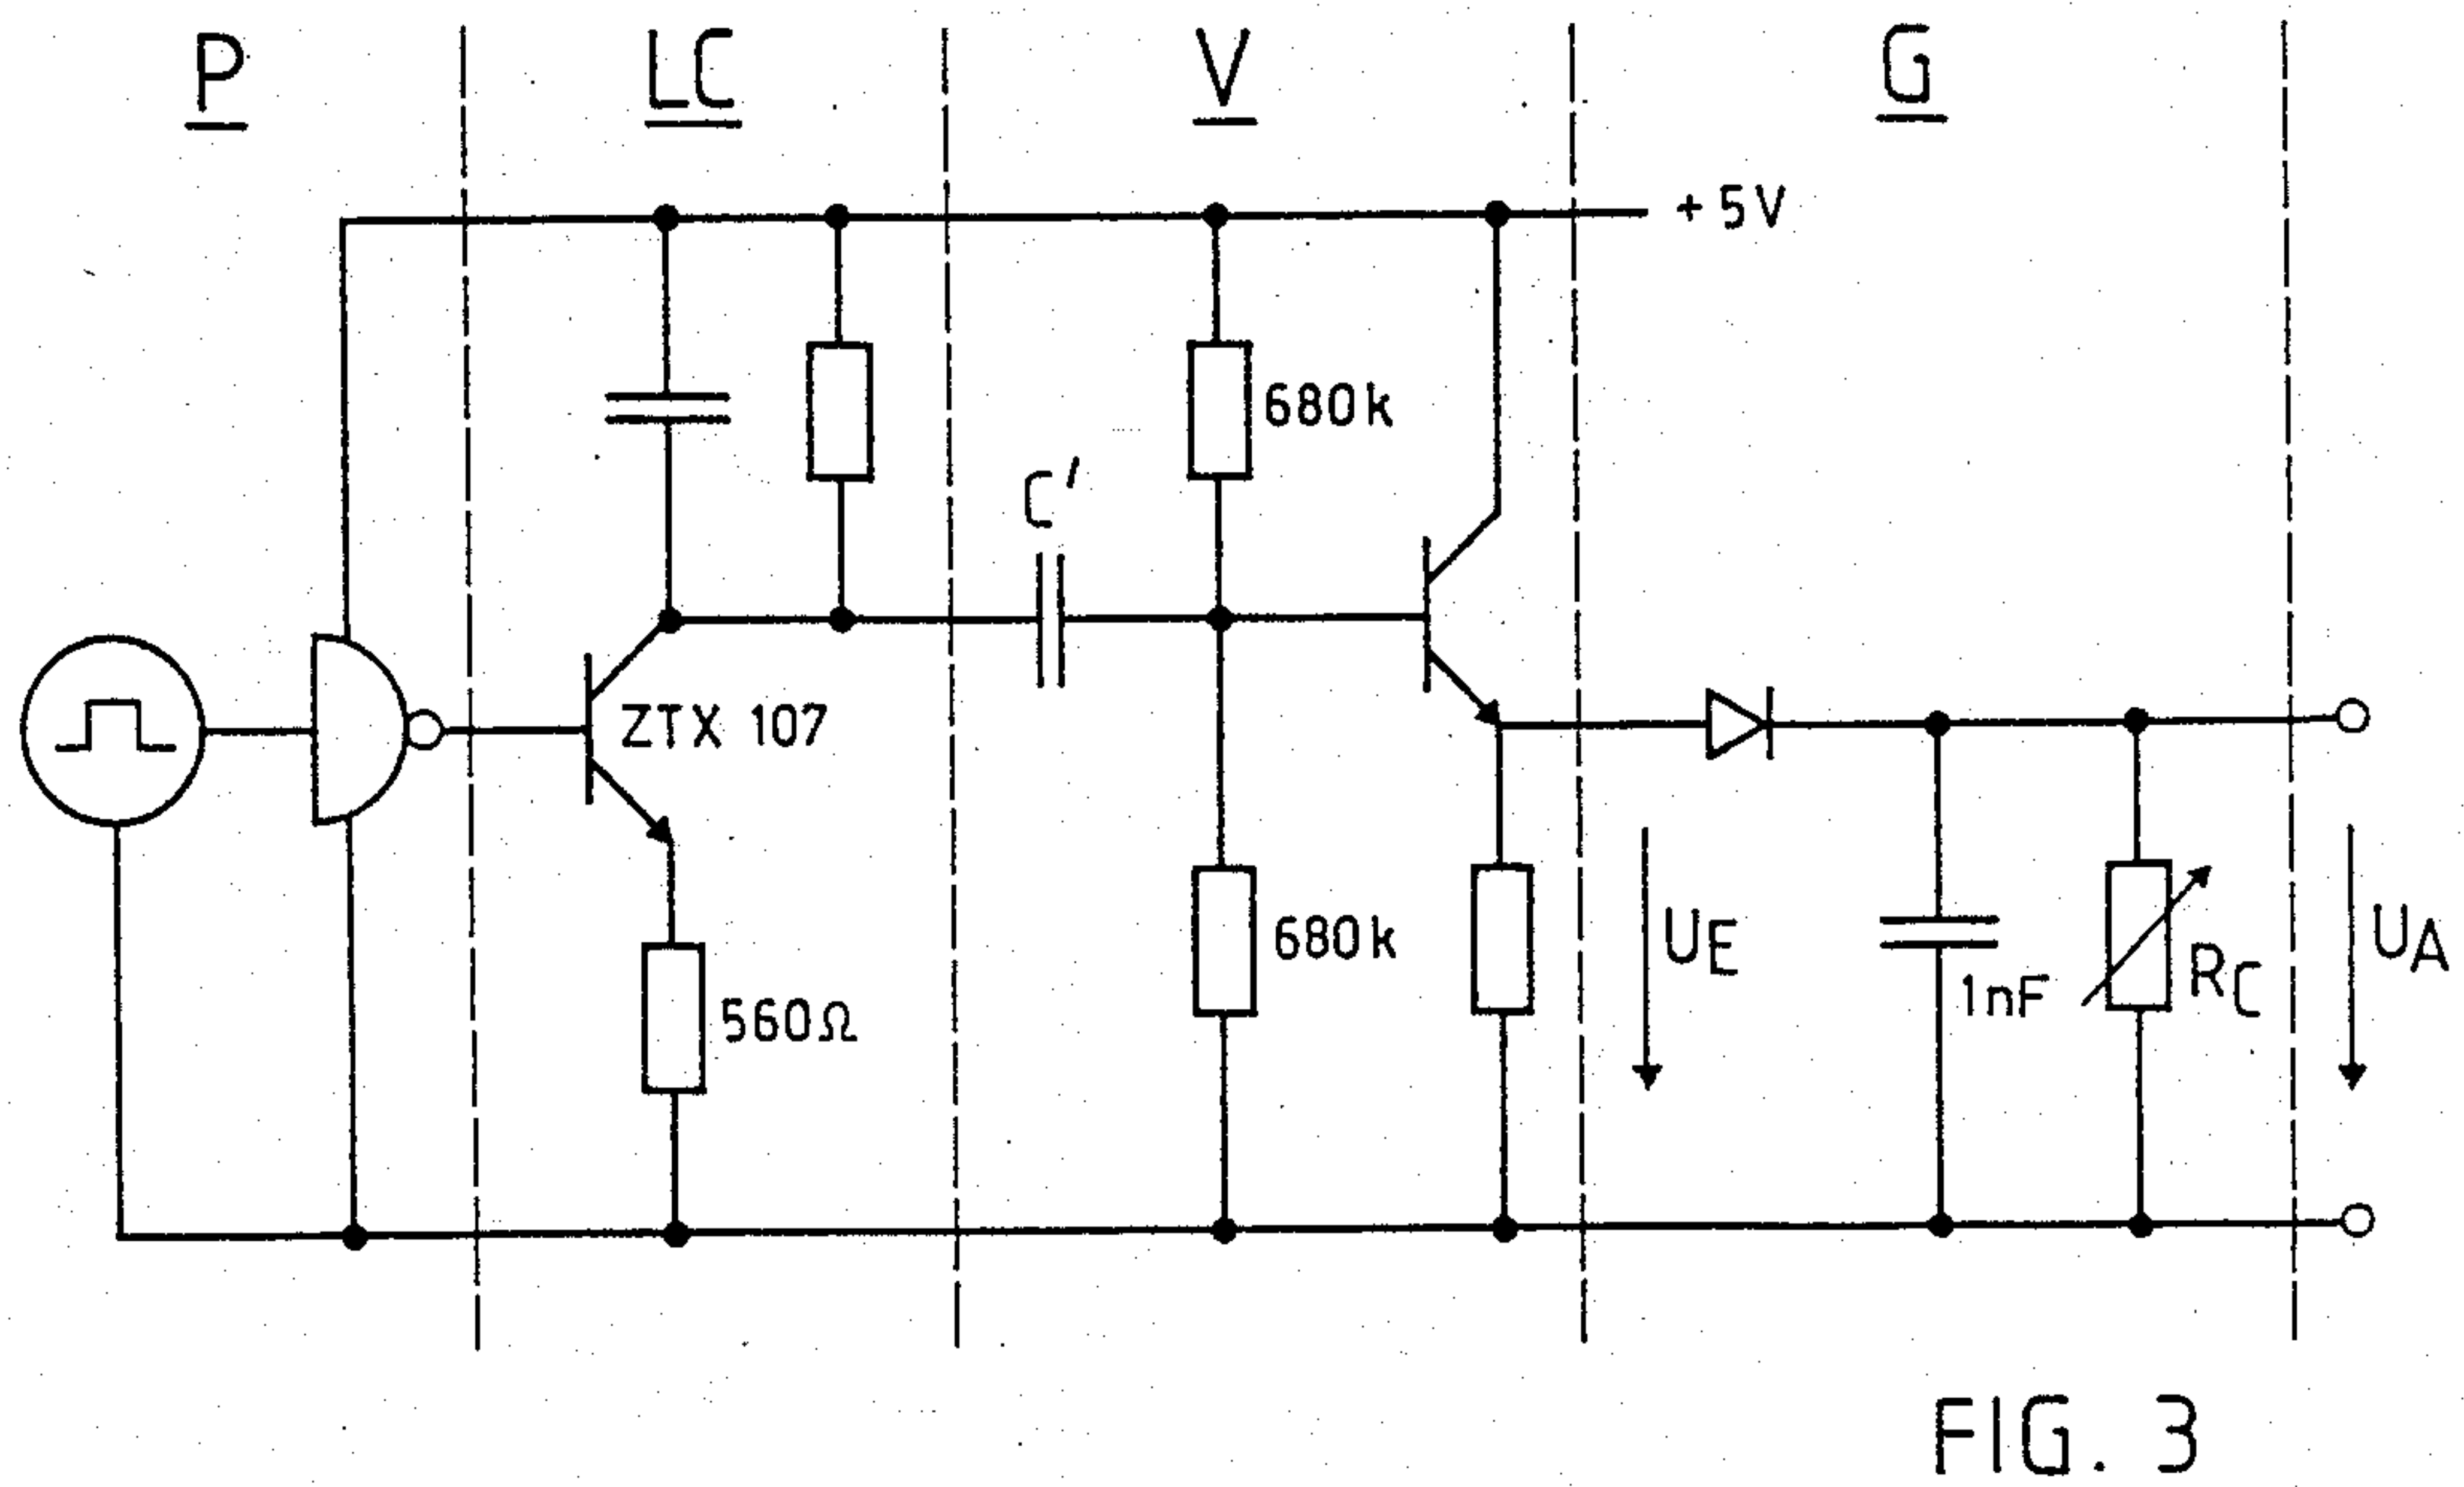 P
LC
V
G
+5V
680k
C'
ZTX 107
680k
UE
1nF
RC
UA
560Ω
FIG. 3